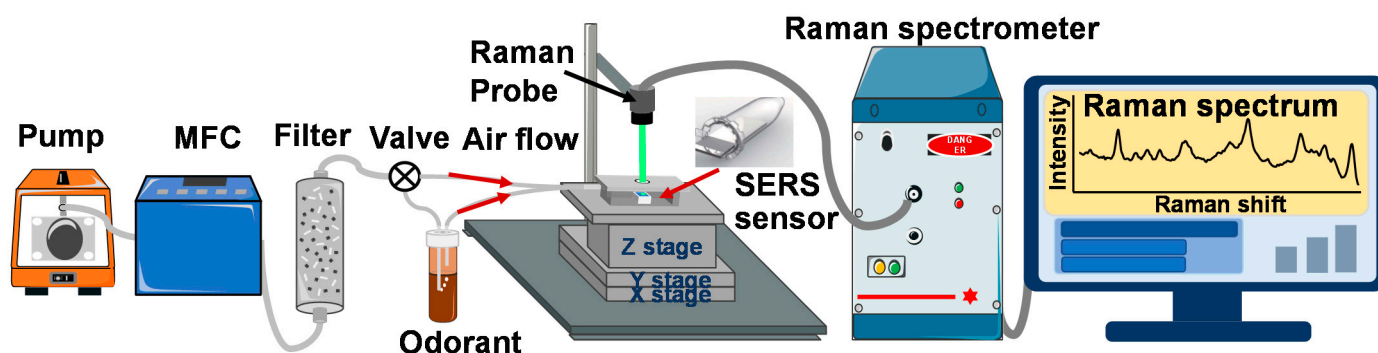 Pump
MFC
Filter
Valve
Air flow
Odorant
Raman
Probe
SERS
sensor
Z stage
Y stage
X stage
Raman spectrometer
DANG
ER
Raman spectrum
Intensity
Raman shift